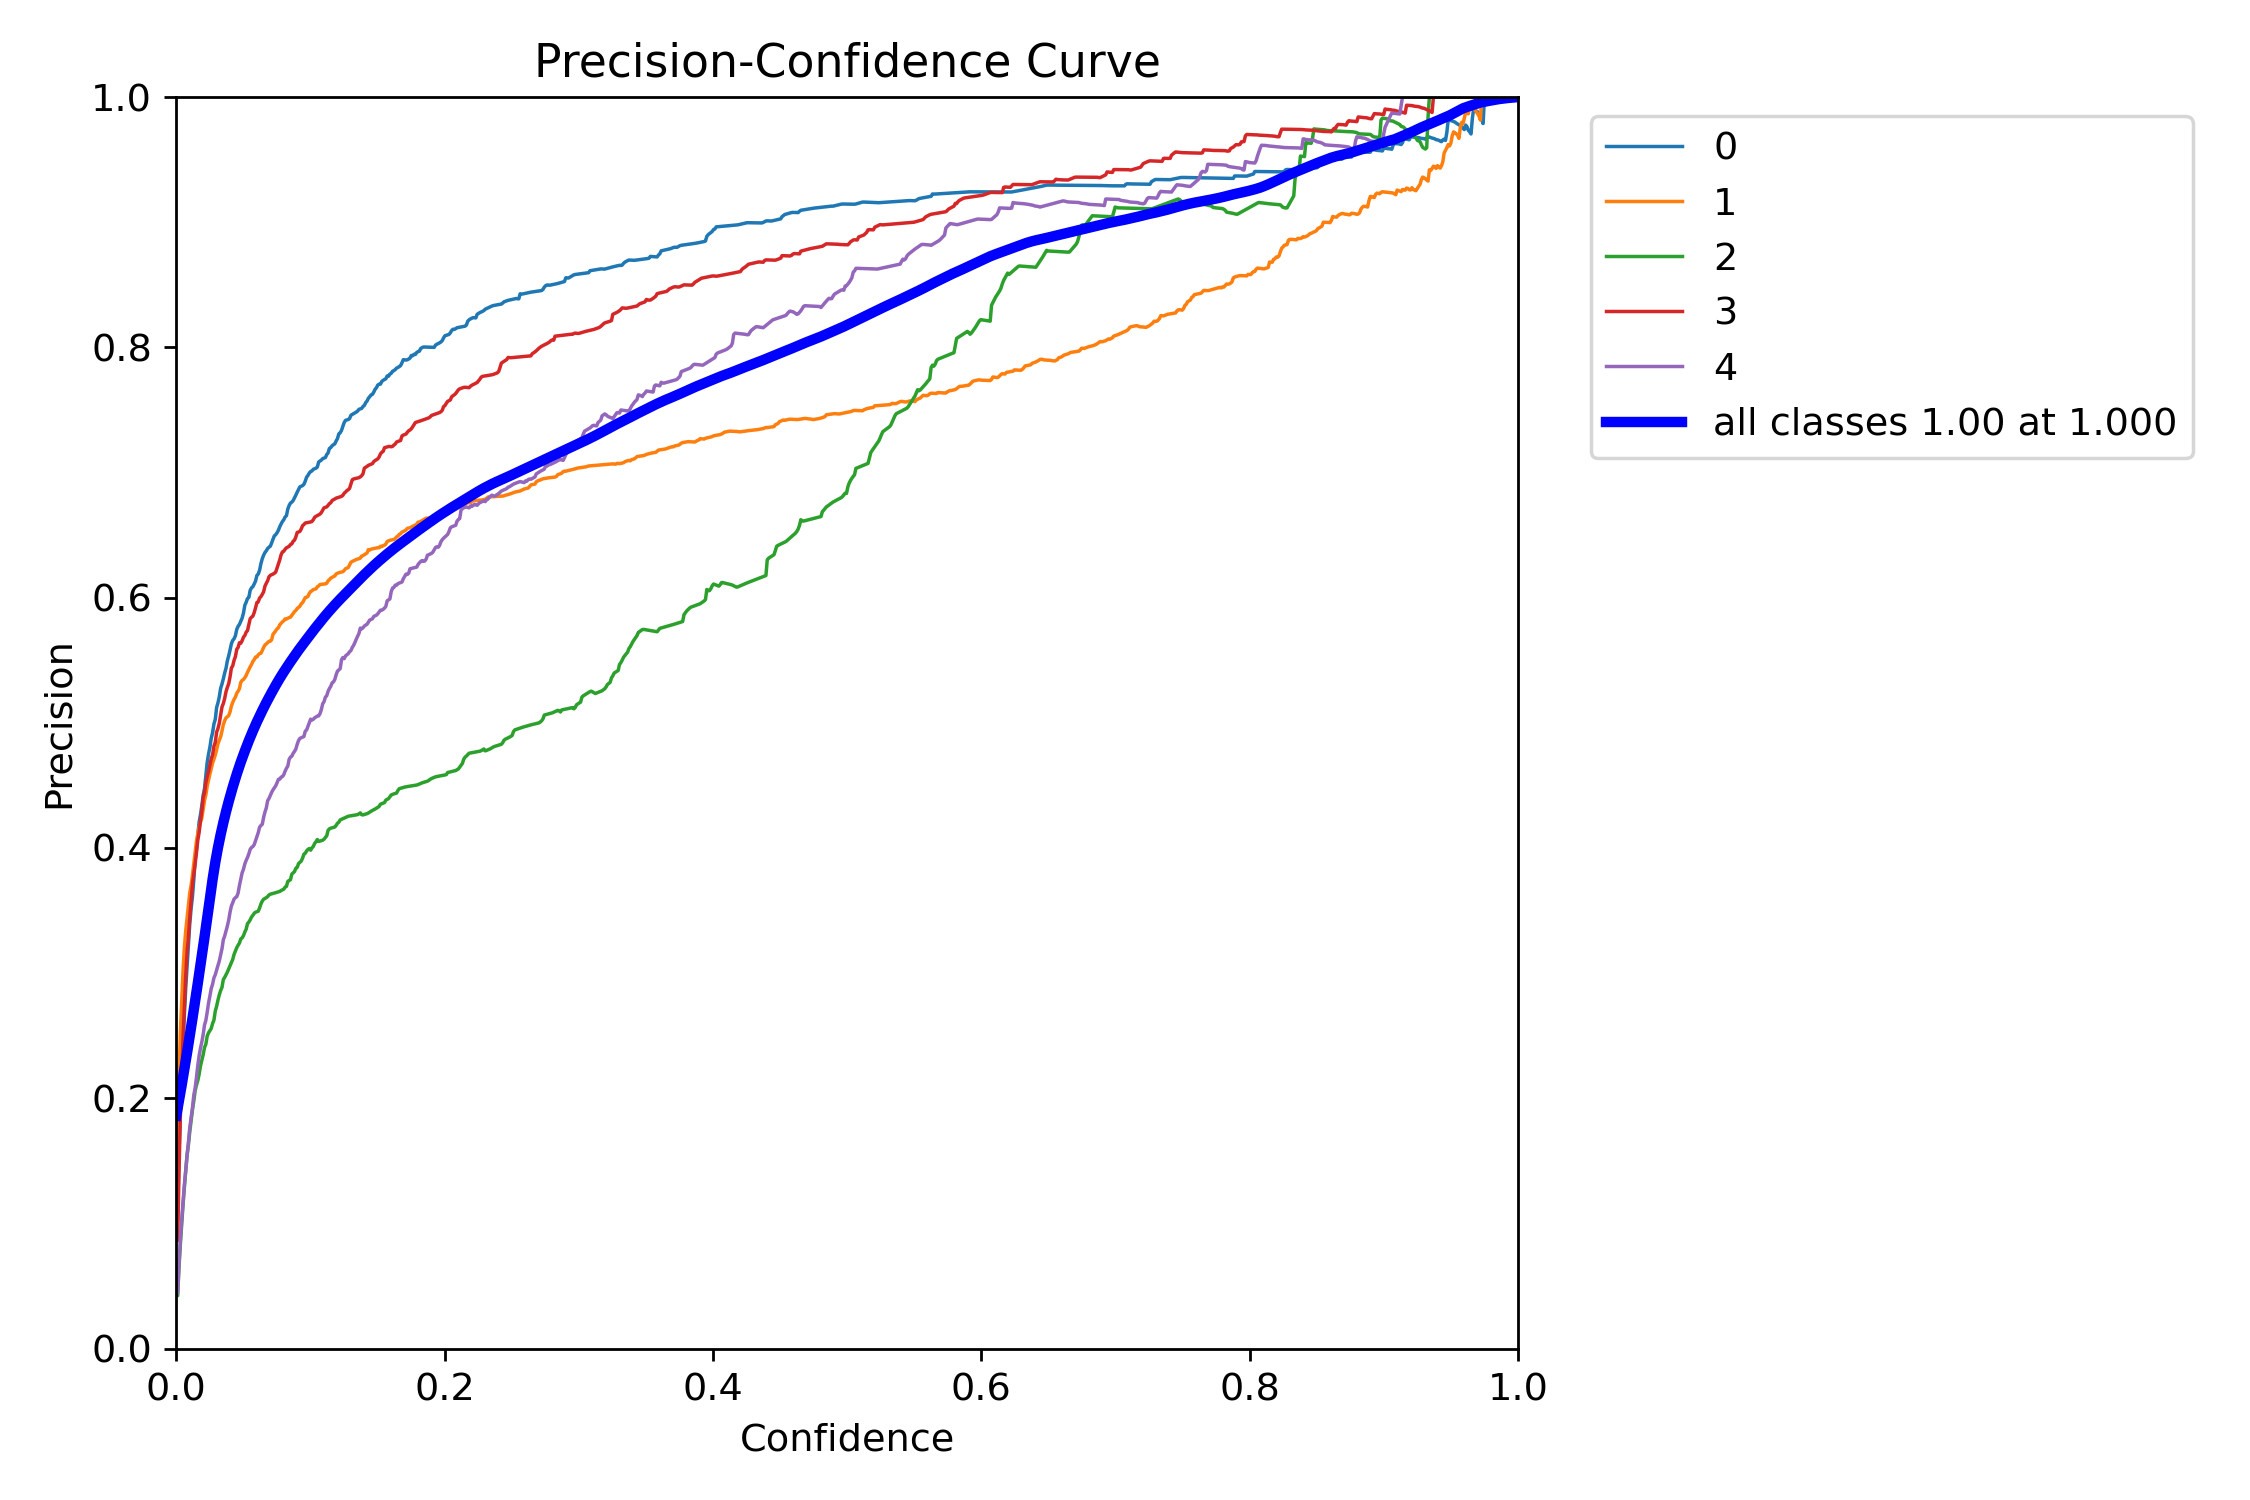 Precision-Confidence Curve
1.0
0.8
0.6
0.4
0.2
0.0
Precision
0.0 0.2 0.4 0.6 0.8 1.0
Confidence
0
1
2
3
4
all classes 1.00 at 1.000